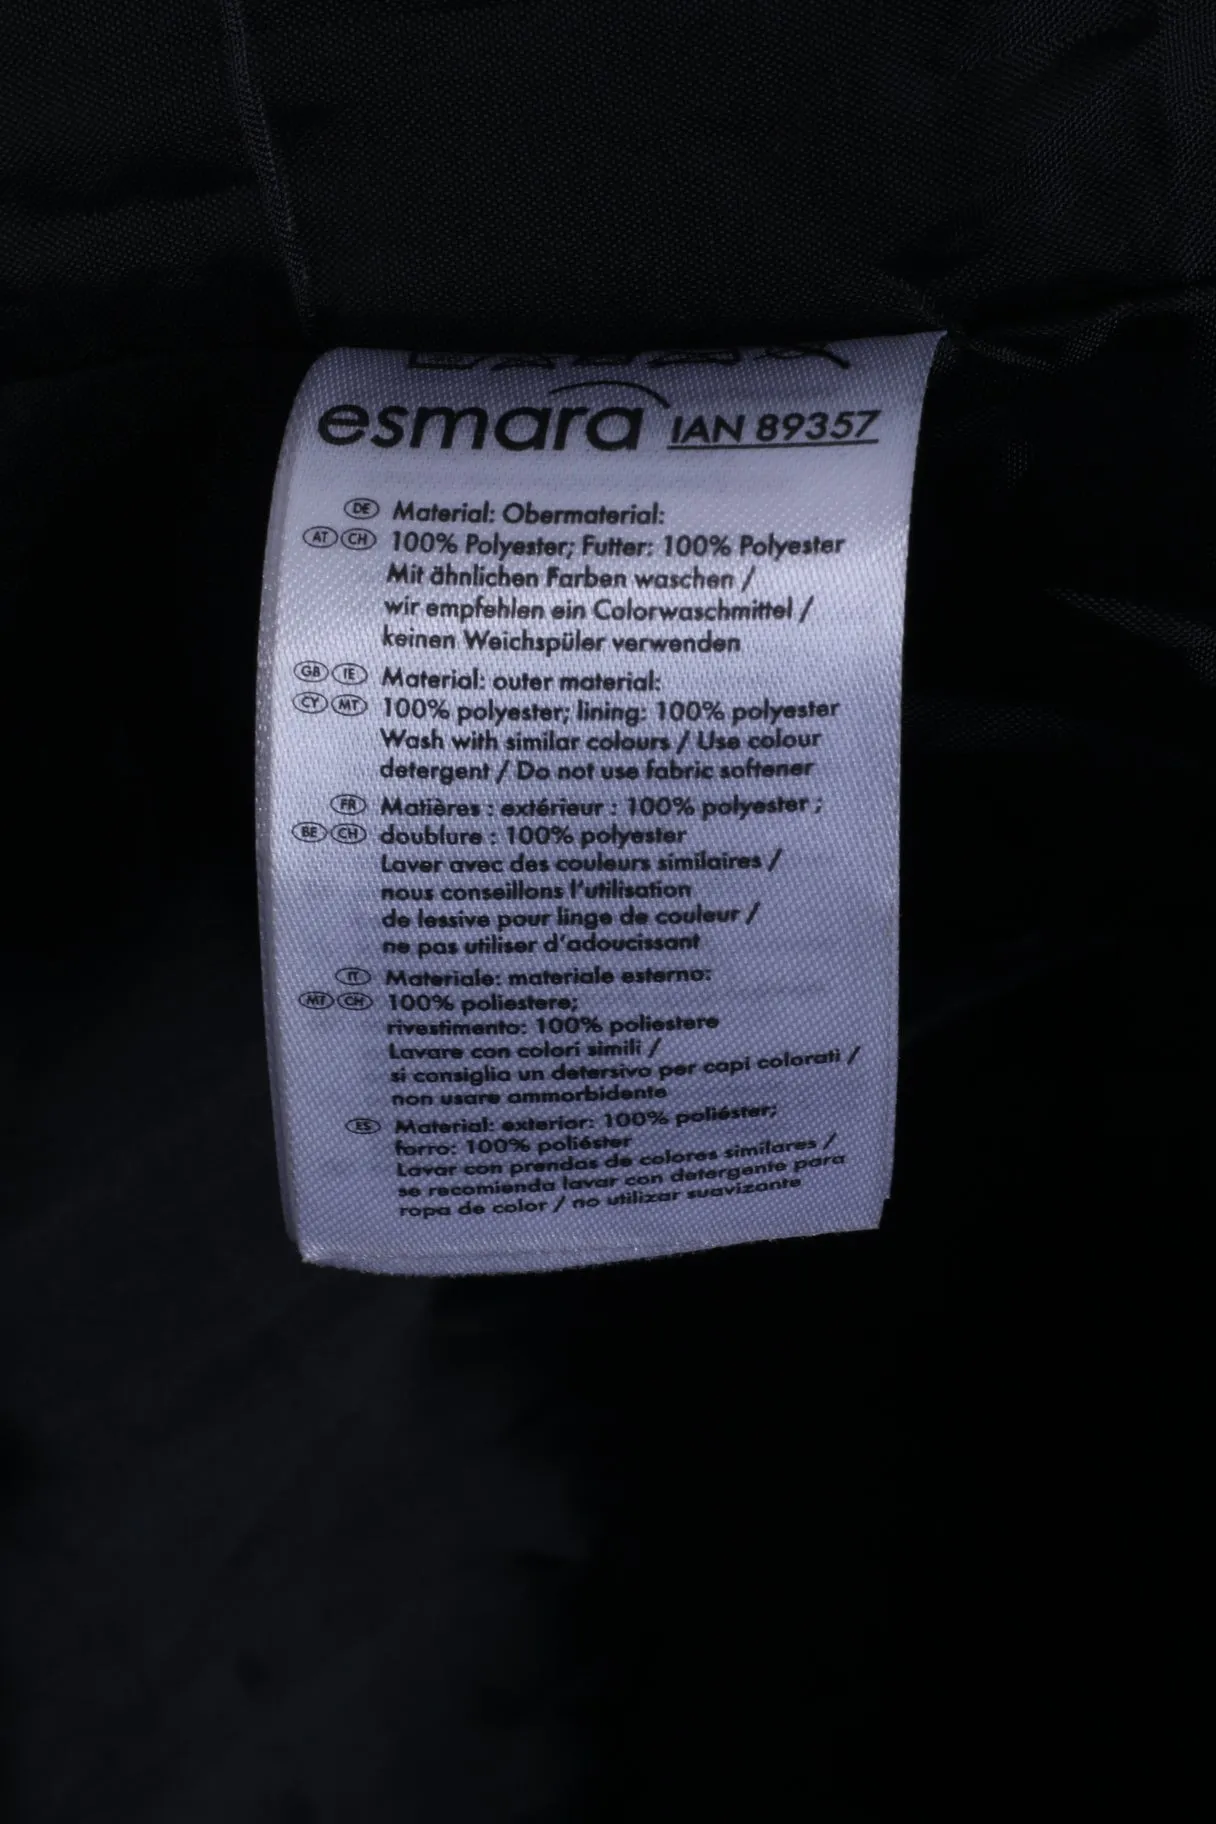 esmara IAN 89357
DE Material: Obermaterial:
AT CH 100% Polyester; Futter: 100% Polyester
Mit ähnlichen Farben waschen /
wir empfehlen ein Colorwaschmittel /
keinen Weichspüler verwenden
GB IE Material: outer material:
CY MT 100% polyester; lining: 100% polyester
Wash with similar colours / Use colour
detergent / Do not use fabric softener
FR Matières : extérieur : 100% polyester ;
BE CH doublure : 100% polyester
Laver avec des couleurs similaires /
nous conseillons l'utilisation
de lessive pour linge de couleur /
ne pas utiliser d'adoucissant
IT Materiale: materiale esterno:
MT CH 100% poliestere;
rivestimento: 100% poliestere
Lavare con colori simili /
si consiglia un detersivo per capi colorati /
non usare ammorbidente
ES Material: exterior: 100% poliéster;
forro: 100% poliéster
Lavar con prendas de colores similares /
se recomienda lavar con detergente para
ropa de color / no utilizar suavizante